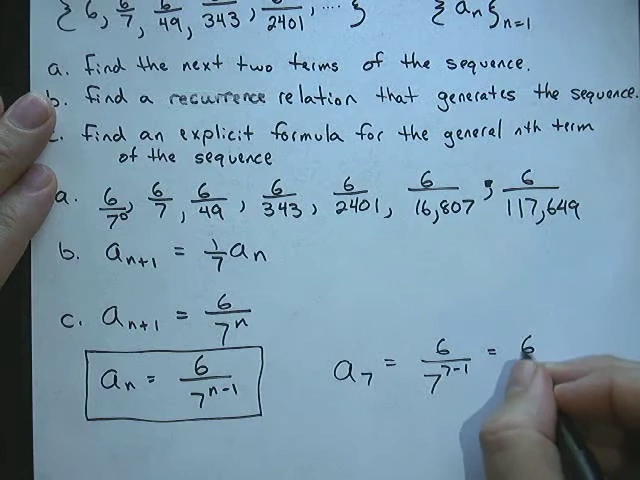 {6, 6/7, 6/49, 6/343, 6/2401, ....} {aₙ}ₙ₌₁
a. Find the next two terms of the sequence.
b. Find a recurrence relation that generates the sequence.
c. Find an explicit formula for the general nth term
of the sequence
a. 6/7⁰, 6/7, 6/49, 6/343, 6/2401, 6/16,807, 6/117,649
b. aₙ₊₁ = 1/7 aₙ
c. aₙ₊₁ = 6/7ⁿ
aₙ = 6/7ⁿ⁻¹
a₇ = 6/7⁷⁻¹ = 6